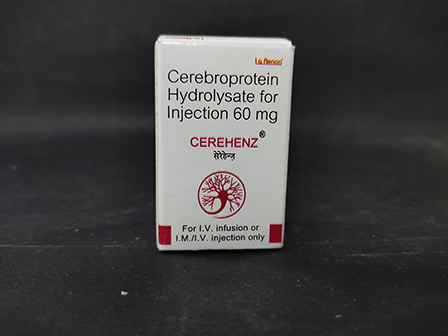 La Renon
Cerebroprotein
Hydrolysate for
Injection 60 mg
CEREHENZ®
सेरेहेन्ज़
For I.V. infusion or
I.M./I.V. injection only